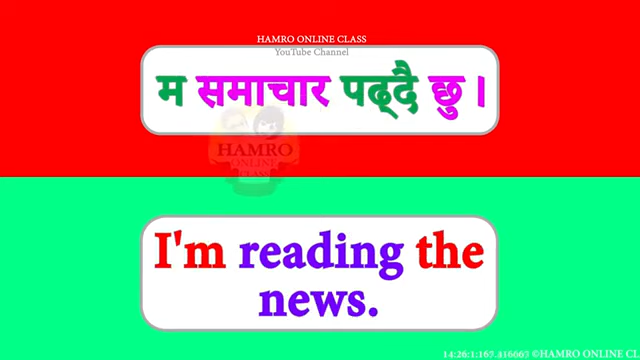 HAMRO ONLINE CLASS
YouTube Channel
म समाचार पढ्दै छु ।
HAMRO
ONLINE
CLASS
I'm reading the
news.
14:26:1:167.416667 ©HAMRO ONLINE CL